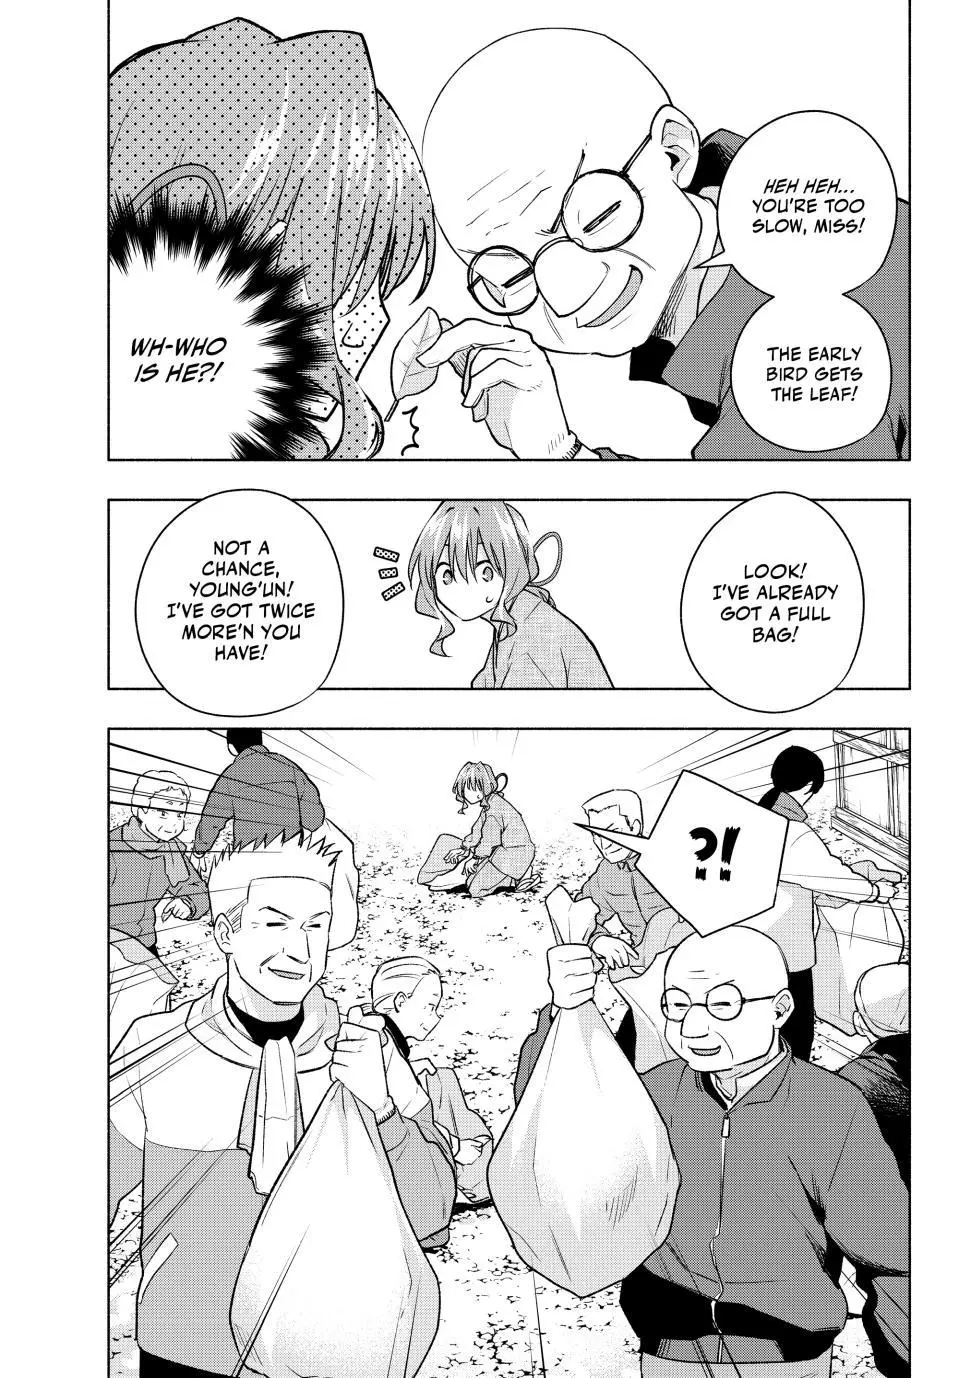 HEH HEH...
YOU'RE TOO
SLOW, MISS!
THE EARLY
BIRD GETS
THE LEAF!
WH-WHO
IS HE?!
LOOK!
I'VE ALREADY
GOT A FULL
BAG!
NOT A
CHANCE,
YOUNG'UN!
I'VE GOT TWICE
MORE'N YOU
HAVE!
?!